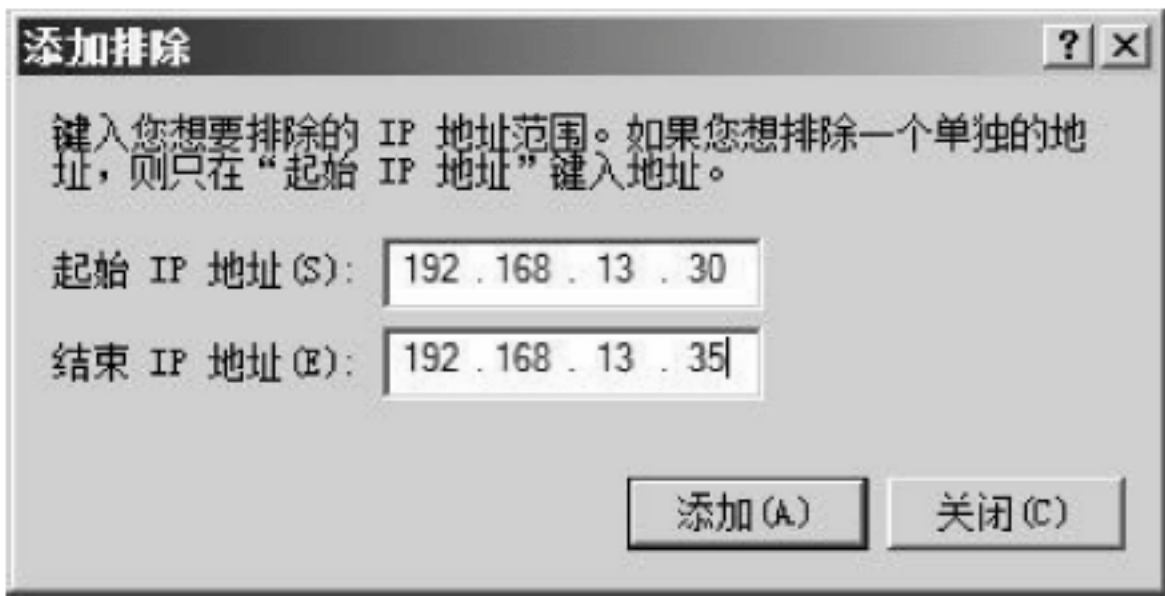 添加排除
键入您想要排除的 IP 地址范围。如果您想排除一个单独的地
址，则只在“起始 IP 地址”键入地址。
起始 IP 地址(S): 192 . 168 . 13 . 30
结束 IP 地址(E): 192 . 168 . 13 . 35
添加(A) 关闭(C)